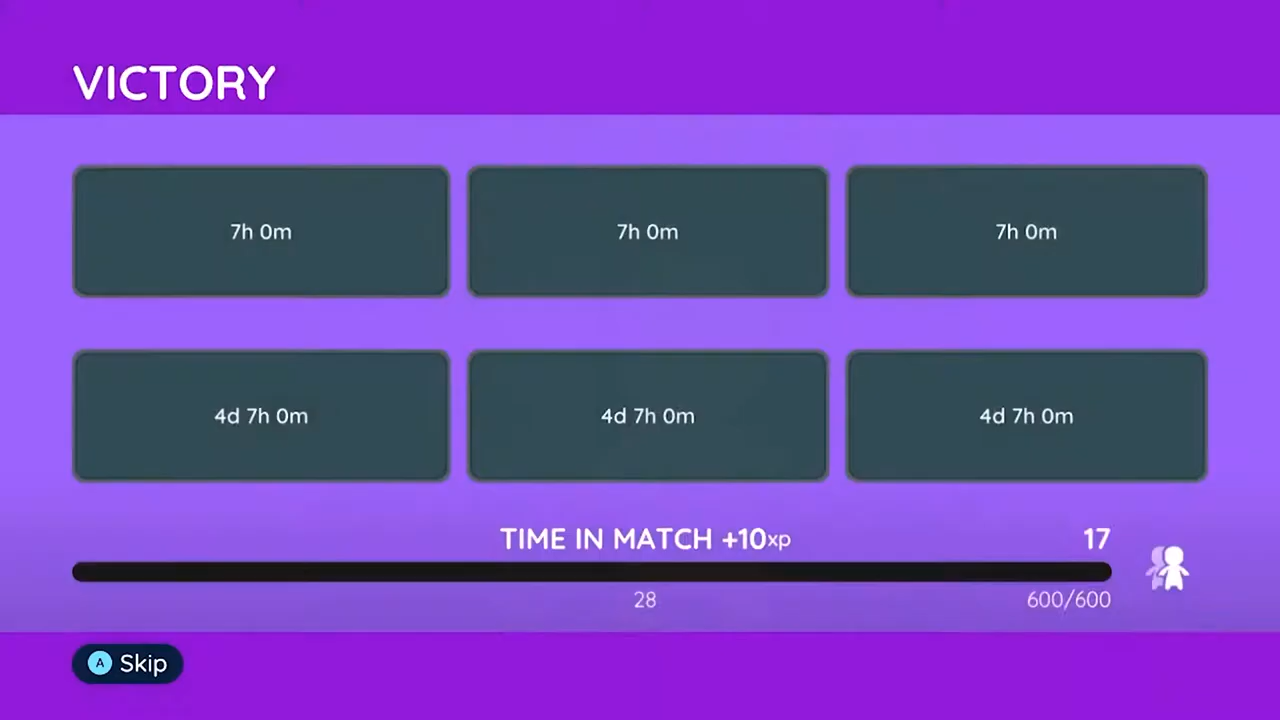 VICTORY
7h 0m 7h 0m 7h 0m
4d 7h 0m 4d 7h 0m 4d 7h 0m
TIME IN MATCH +10xp 17
28 600/600
A Skip